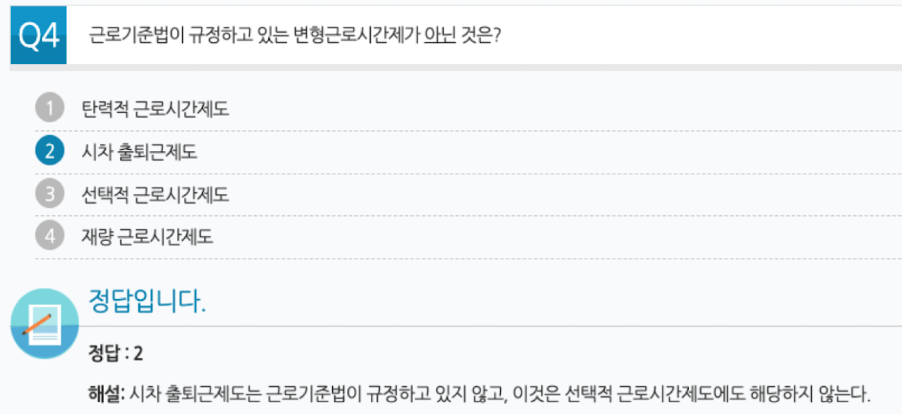 Q4 근로기준법이 규정하고 있는 변형근로시간제가 아닌 것은?
1 탄력적 근로시간제도
2 시차 출퇴근제도
3 선택적 근로시간제도
4 재량 근로시간제도
정답입니다.
정답 : 2
해설: 시차 출퇴근제도는 근로기준법이 규정하고 있지 않고, 이것은 선택적 근로시간제도에도 해당하지 않는다.